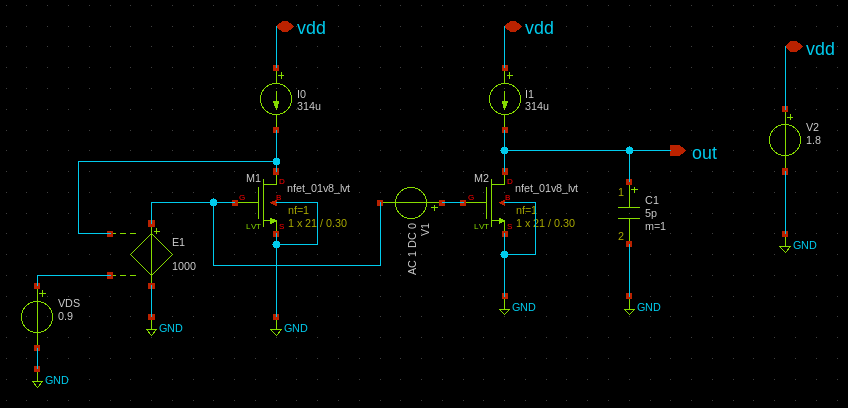 vdd
vdd
vdd
I0
314u
I1
314u
V2
1.8
out
M1
D
nfet_01v8_lvt
G
B
nf=1
LVT
S
1 x 21 / 0.30
M2
D
nfet_01v8_lvt
G
B
nf=1
LVT
S
1 x 21 / 0.30
1
C1
5p
m=1
2
AC 1 DC 0
V1
E1
1000
VDS
0.9
GND
GND
GND
GND
GND
GND